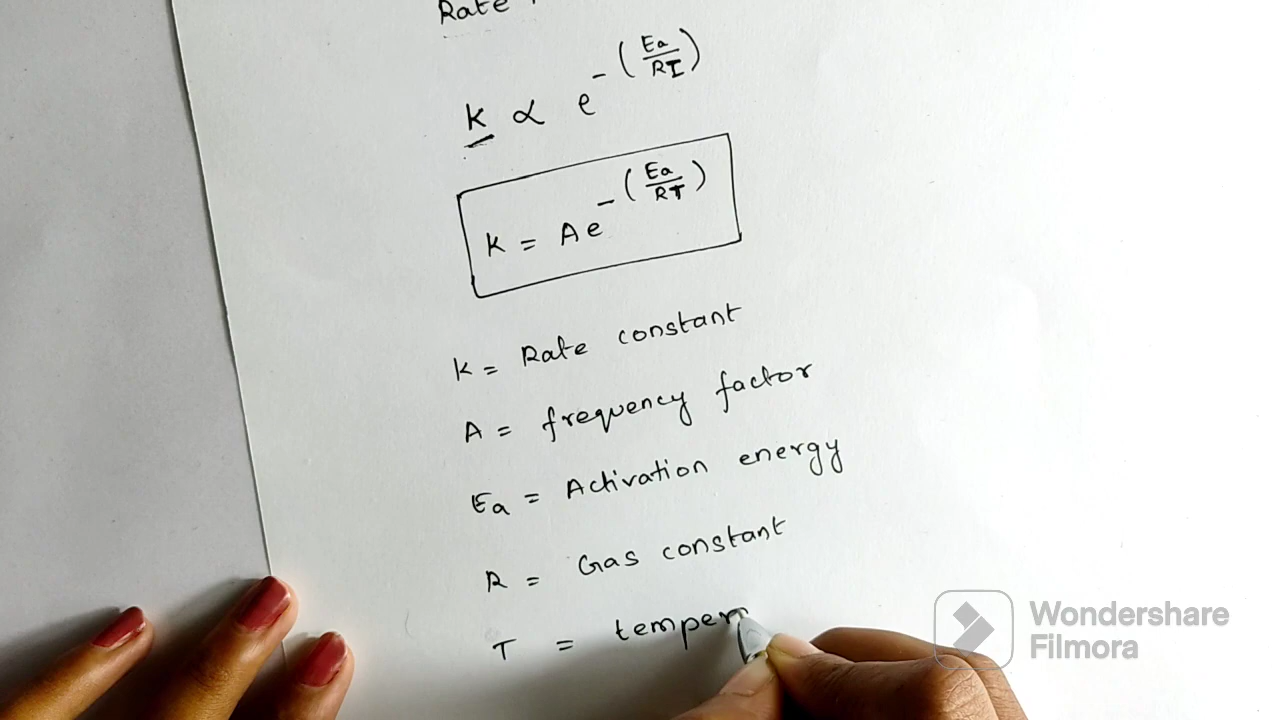 Rate
k ∝ e^-(Ea/RT)
k = Ae^-(Ea/RT)
k = Rate constant
A = frequency factor
Ea = Activation energy
R = Gas constant
T = temper
Wondershare
Filmora